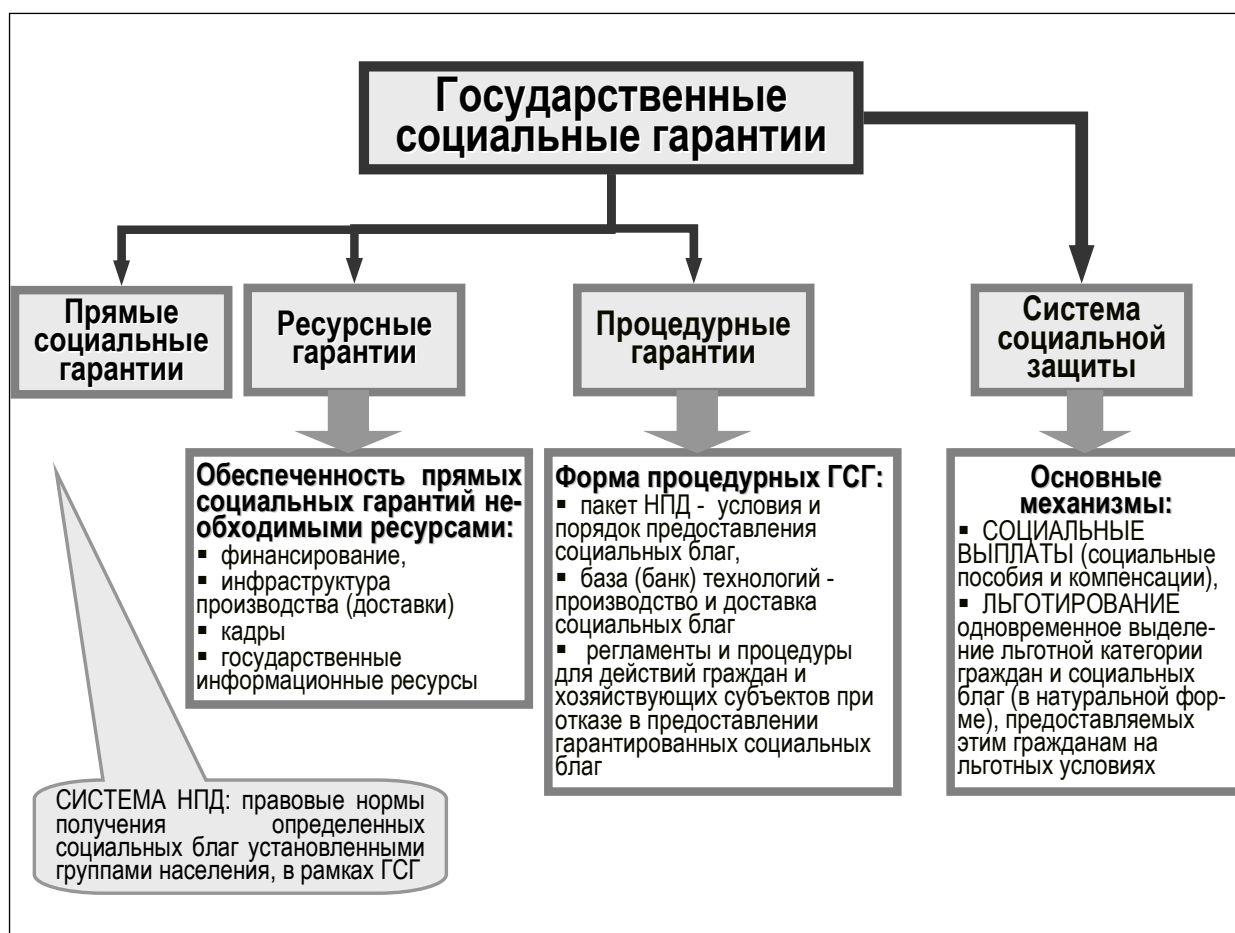 Государственные
социальные гарантии
Прямые
социальные
гарантии
Ресурсные
гарантии
Процедурные
гарантии
Система
социальной
защиты
Обеспеченность прямых
социальных гарантий не-
обходимыми ресурсами:
▪ финансирование,
▪ инфраструктура
производства (доставки)
▪ кадры
▪ государственные
информационные ресурсы
Форма процедурных ГСГ:
▪ пакет НПД - условия и
порядок предоставления
социальных благ,
▪ база (банк) технологий -
производство и доставка
социальных благ
▪ регламенты и процедуры
для действий граждан и
хозяйствующих субъектов при
отказе в предоставлении
гарантированных социальных
благ
Основные
механизмы:
▪ СОЦИАЛЬНЫЕ
ВЫПЛАТЫ (социальные
пособия и компенсации),
▪ ЛЬГОТИРОВАНИЕ
одновременное выделе-
ние льготной категории
граждан и социальных
благ (в натуральной фор-
ме), предоставляемых
этим гражданам на
льготных условиях
СИСТЕМА НПД: правовые нормы
получения определенных
социальных благ установленными
группами населения, в рамках ГСГ